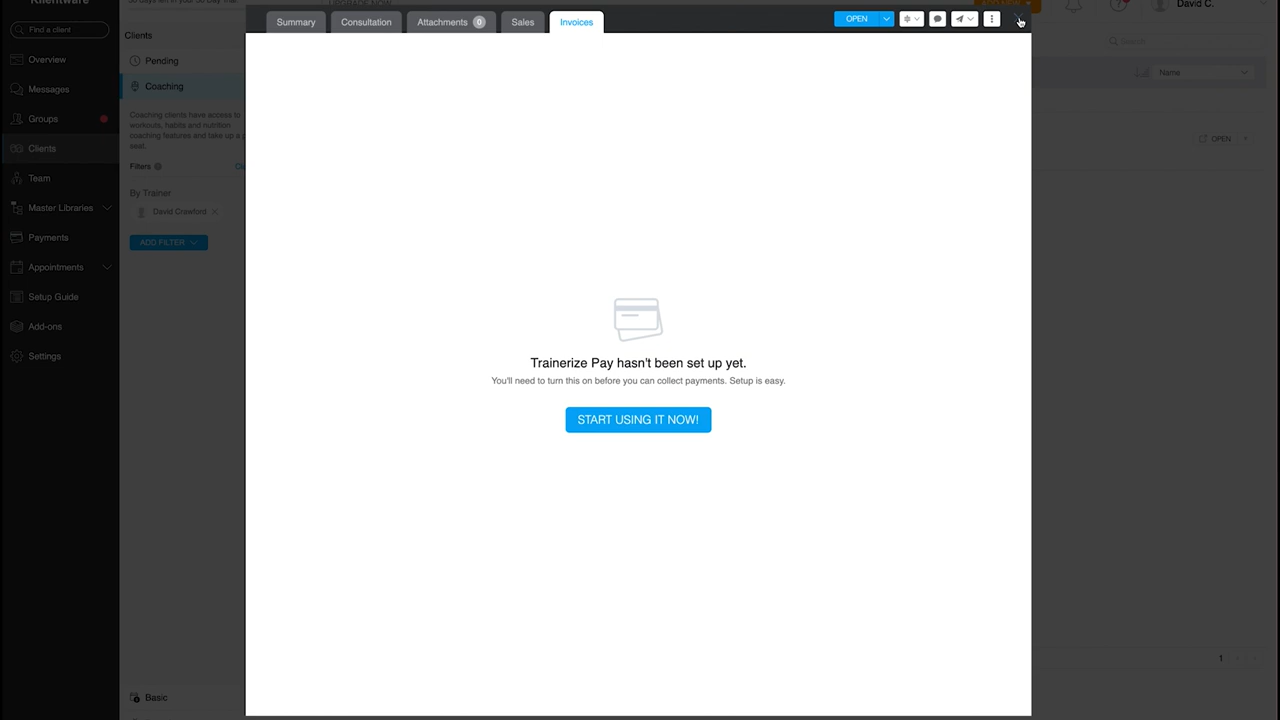 Summary
Consultation
Attachments 0
Sales
Invoices
OPEN
David C.
Find a client
Overview
Messages
Groups
Clients
Team
Master Libraries
Payments
Appointments
Setup Guide
Add-ons
Settings
Clients
Pending
Coaching
Coaching clients have access to
workouts, habits and nutrition
coaching features and take up a
seat.
Filters
By Trainer
David Crawford
ADD FILTER
Basic
Trainerize Pay hasn't been set up yet.
You'll need to turn this on before you can collect payments. Setup is easy.
START USING IT NOW!
Search
Name
OPEN
1